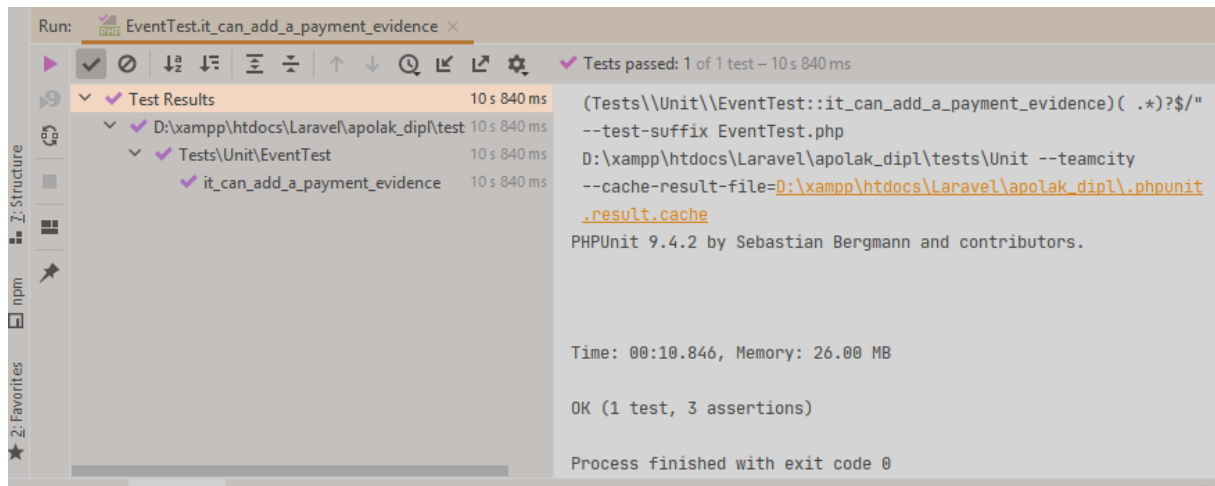 Run: PHP EventTest.it_can_add_a_payment_evidence ×
Tests passed: 1 of 1 test – 10 s 840 ms
Test Results 10 s 840 ms
D:\xampp\htdocs\Laravel\apolak_dipl\test 10 s 840 ms
Tests\Unit\EventTest 10 s 840 ms
it_can_add_a_payment_evidence 10 s 840 ms
(Tests\\Unit\\EventTest::it_can_add_a_payment_evidence)( .*)?$/"
--test-suffix EventTest.php
D:\xampp\htdocs\Laravel\apolak_dipl\tests\Unit --teamcity
--cache-result-file=D:\xampp\htdocs\Laravel\apolak_dipl\.phpunit
.result.cache
PHPUnit 9.4.2 by Sebastian Bergmann and contributors.
Time: 00:10.846, Memory: 26.00 MB
OK (1 test, 3 assertions)
Process finished with exit code 0
7: Structure
npm
2: Favorites